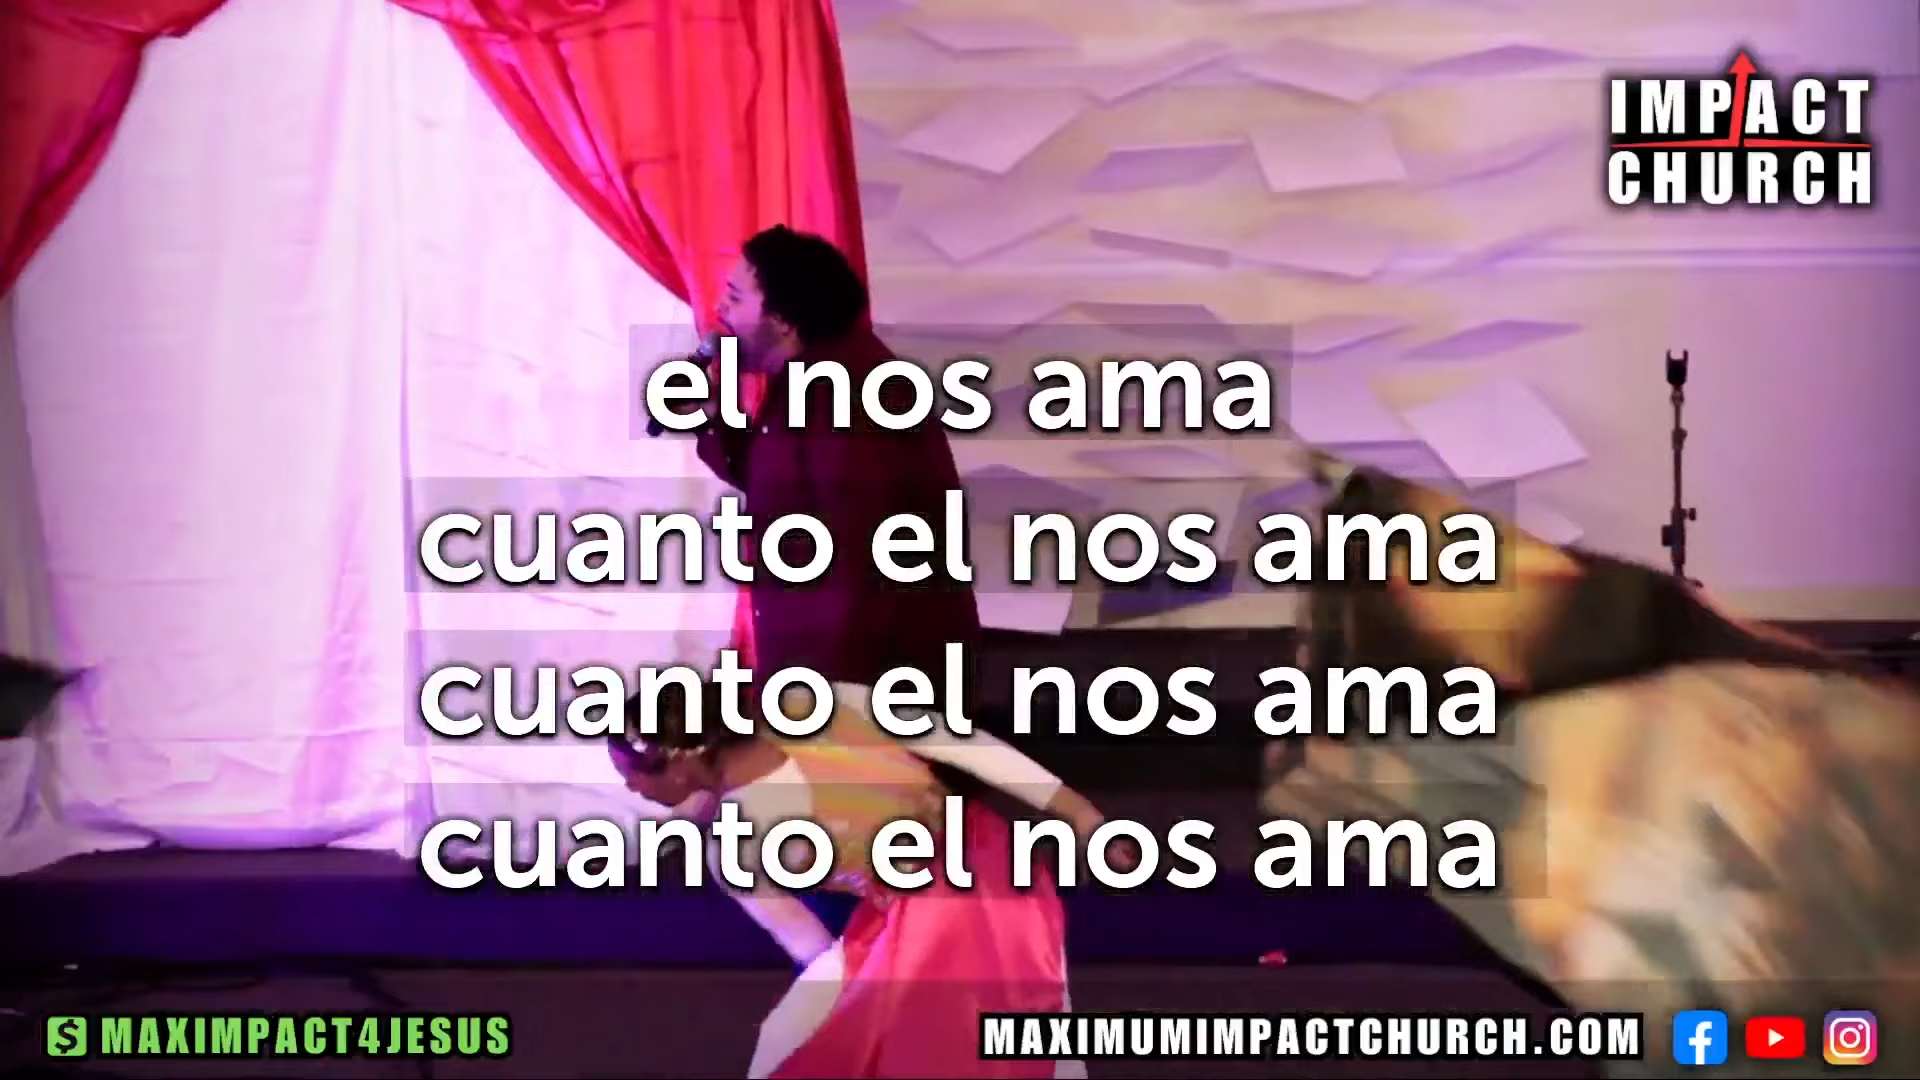 IMPACT
CHURCH
el nos ama
cuanto el nos ama
cuanto el nos ama
cuanto el nos ama
$ MAXIMPACT4JESUS
MAXIMUMIMPACTCHURCH.COM